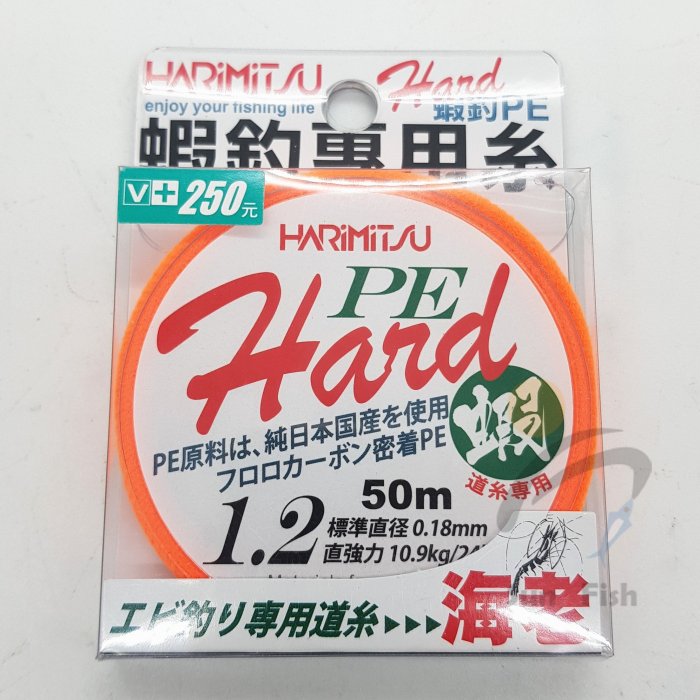 HARiMiTSU
enjoy your fishing life
Hard
蝦釣PE
蝦釣專用糸
V+250元
HARiMiTSU
PE
Hard
蝦
道糸専用
PE原料は、純日本国産を使用
フロロカーボン密着PE
1.2
50m
標準直径 0.18mm
直強力 10.9kg/24
エビ釣り専用道糸▸▸▸海老
Fish